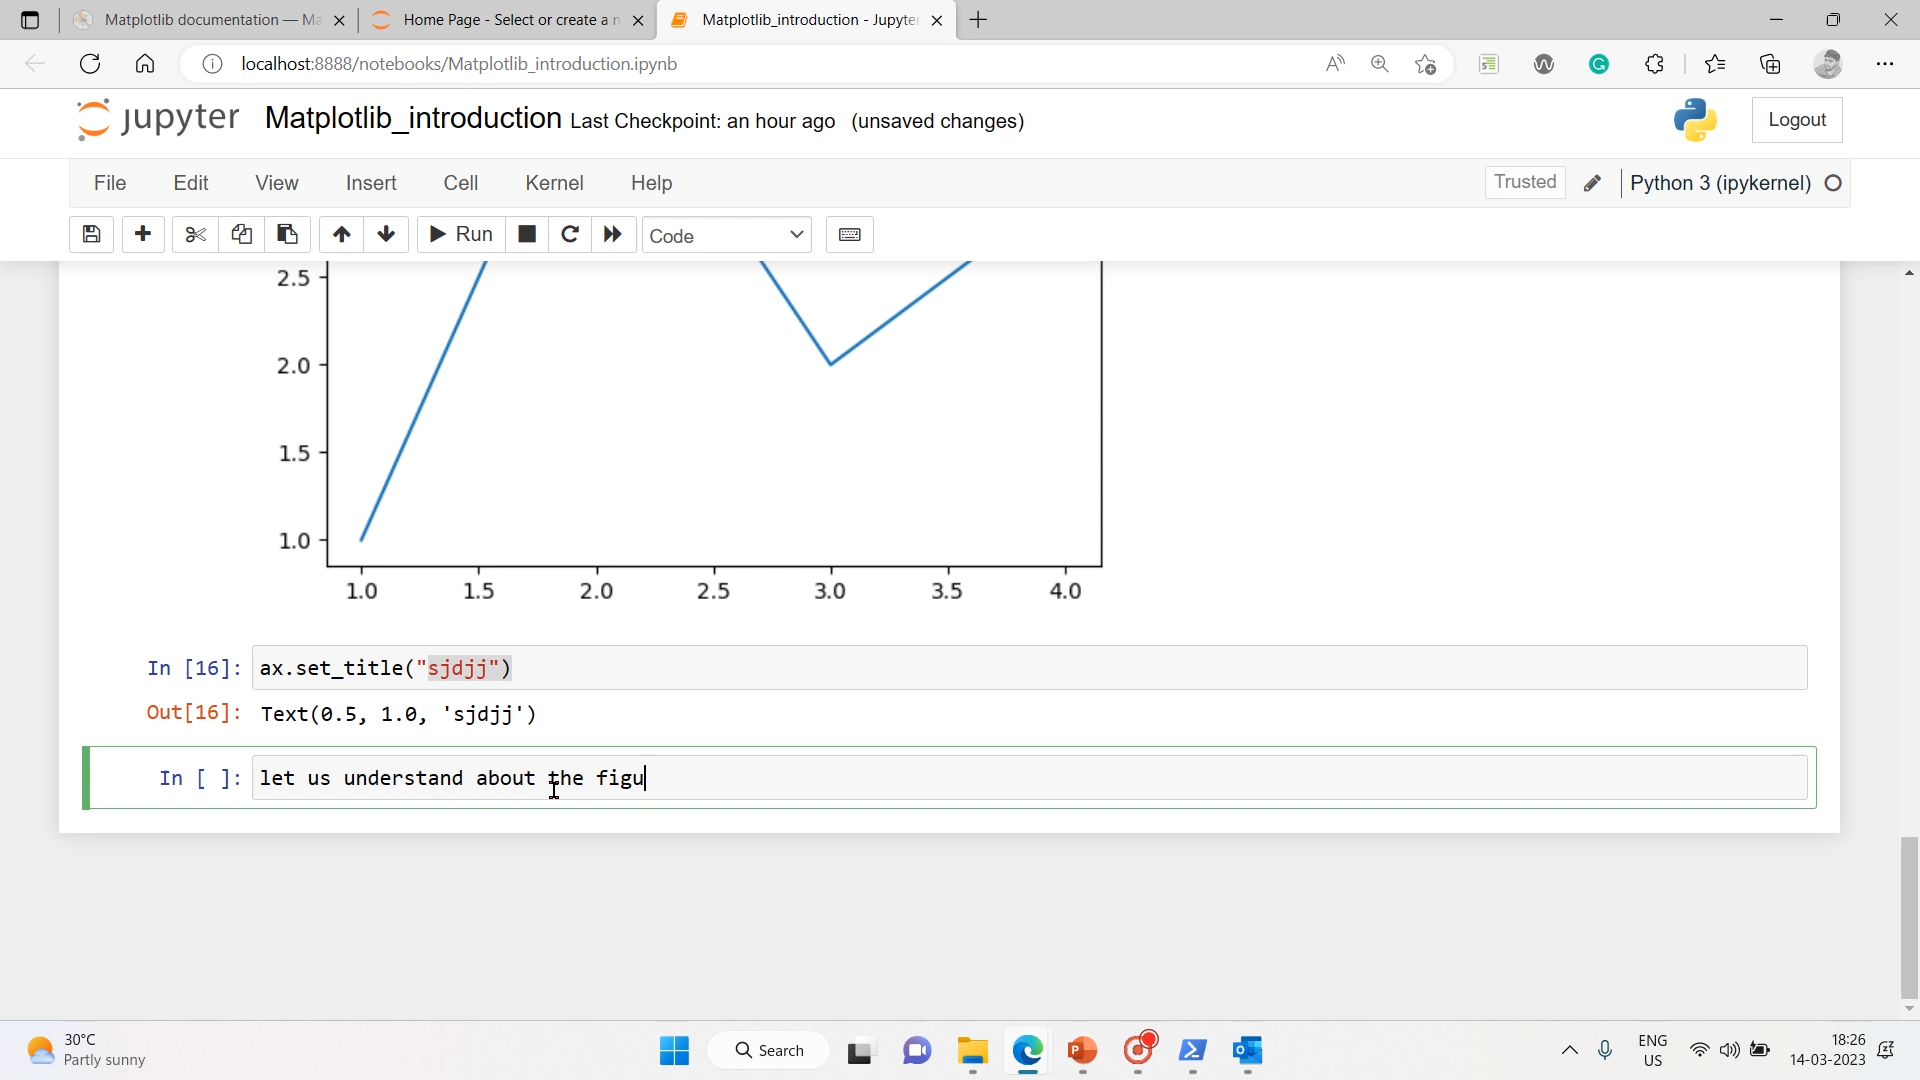 Matplotlib documentation — Ma
Home Page - Select or create a n
Matplotlib_introduction - Jupyter
localhost:8888/notebooks/Matplotlib_introduction.ipynb
jupyter
Matplotlib_introduction Last Checkpoint: an hour ago (unsaved changes)
Logout
File Edit View Insert Cell Kernel Help
Trusted
Python 3 (ipykernel)
Run
Code
2.5
2.0
1.5
1.0
1.0 1.5 2.0 2.5 3.0 3.5 4.0
In [16]: ax.set_title("sjdjj")
Out[16]: Text(0.5, 1.0, 'sjdjj')
In [ ]: let us understand about the figu
30°C
Partly sunny
Search
ENG
US
18:26
14-03-2023